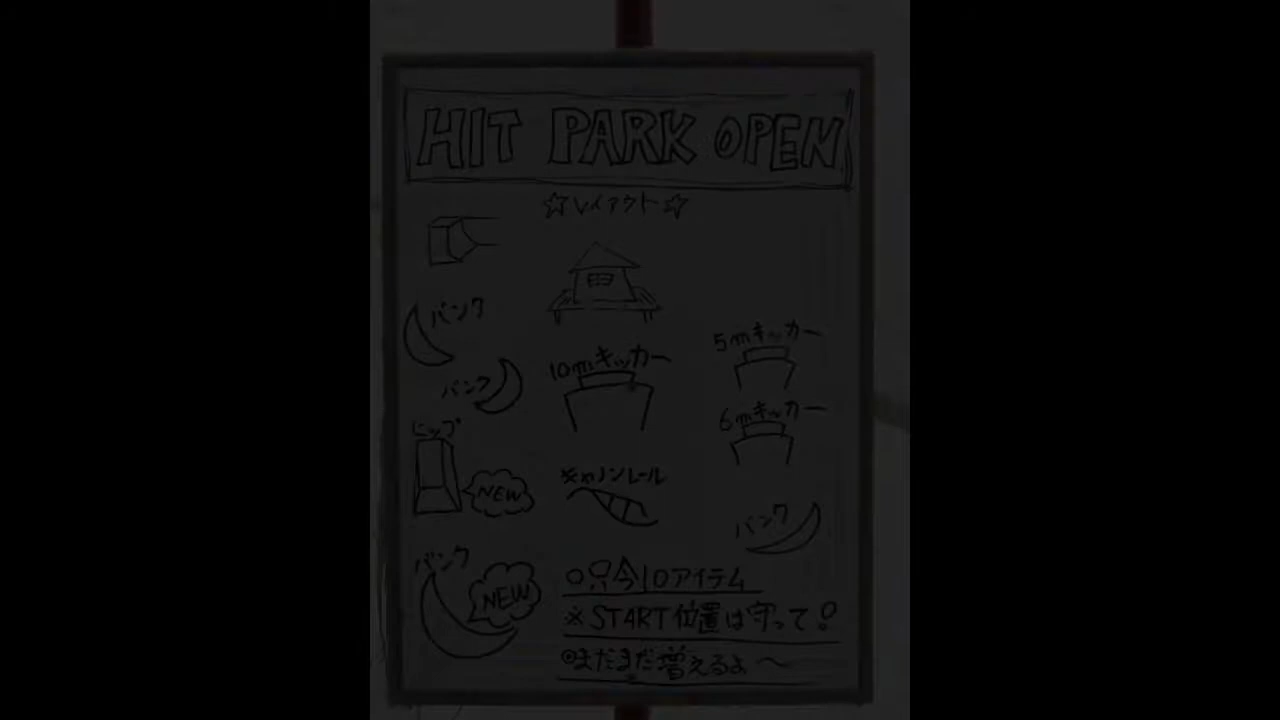 HIT PARK OPEN
☆レイアウト☆
バンク
バンク
ヒップ
NEW
バンク
NEW
10mキッカー
キャノンレール
5mキッカー
6mキッカー
バンク
○只今10アイテム
※START位置は守って!
◎まだまだ増えるよ～